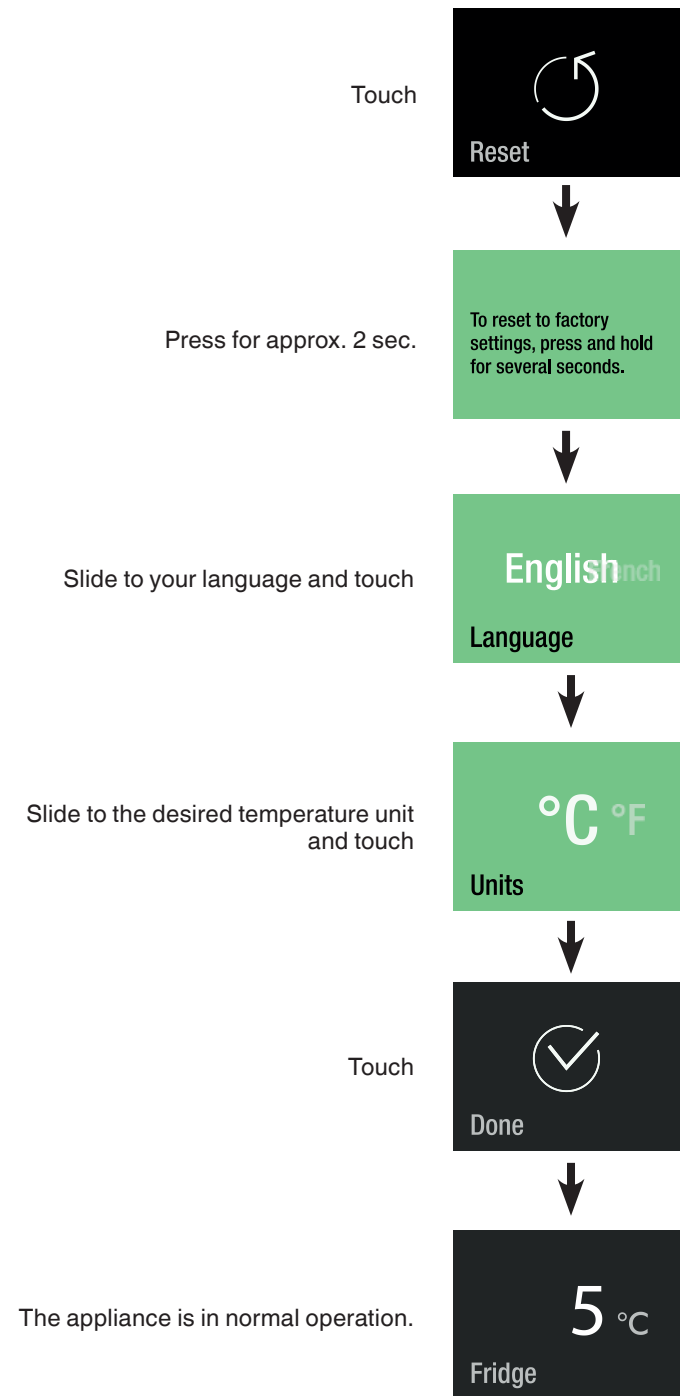 Touch
Reset
Press for approx. 2 sec.
To reset to factory
settings, press and hold
for several seconds.
Slide to your language and touch
English French
Language
Slide to the desired temperature unit
and touch
°C °F
Units
Touch
Done
The appliance is in normal operation.
5 °C
Fridge